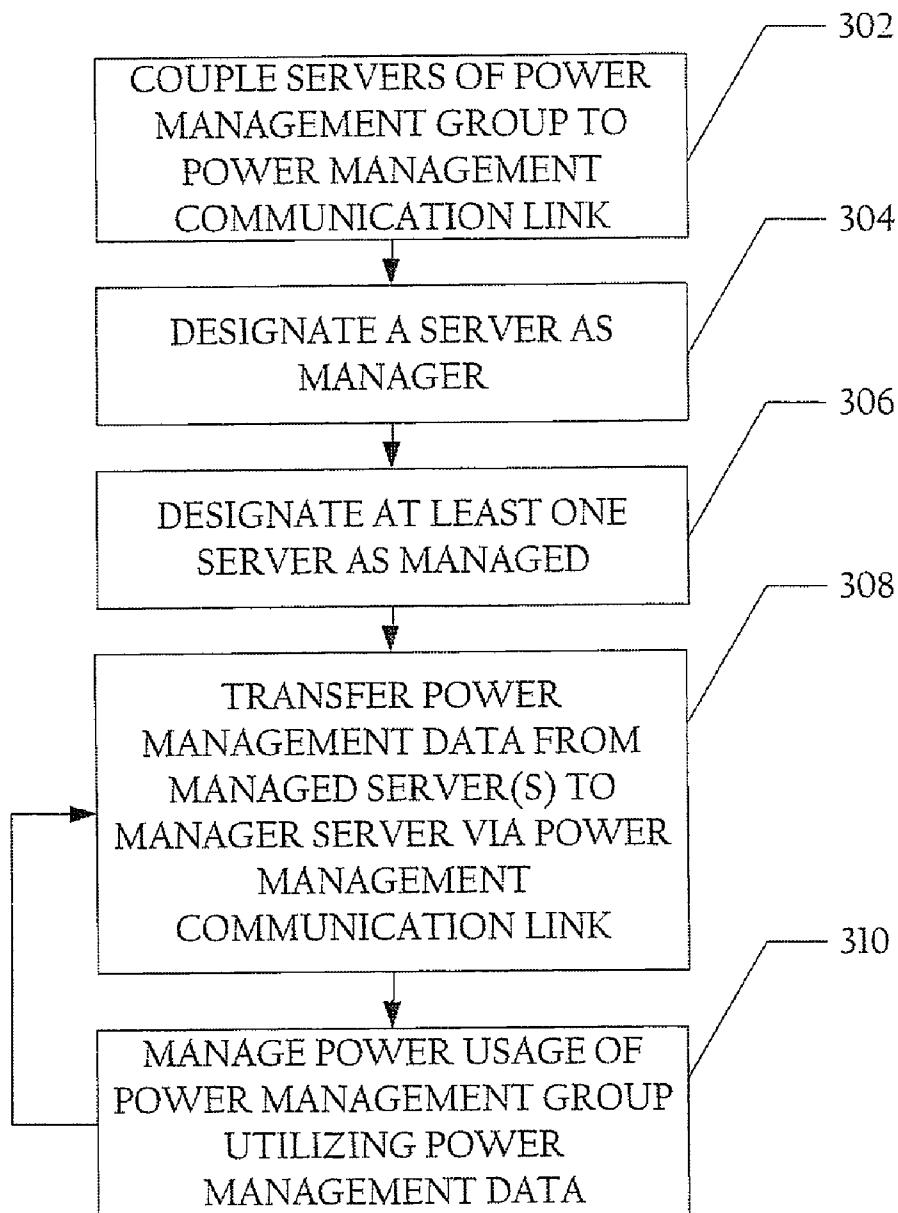 302
COUPLE SERVERS OF POWER
MANAGEMENT GROUP TO
POWER MANAGEMENT
COMMUNICATION LINK
304
DESIGNATE A SERVER AS
MANAGER
306
DESIGNATE AT LEAST ONE
SERVER AS MANAGED
308
TRANSFER POWER
MANAGEMENT DATA FROM
MANAGED SERVER(S) TO
MANAGER SERVER VIA POWER
MANAGEMENT
COMMUNICATION LINK
310
MANAGE POWER USAGE OF
POWER MANAGEMENT GROUP
UTILIZING POWER
MANAGEMENT DATA